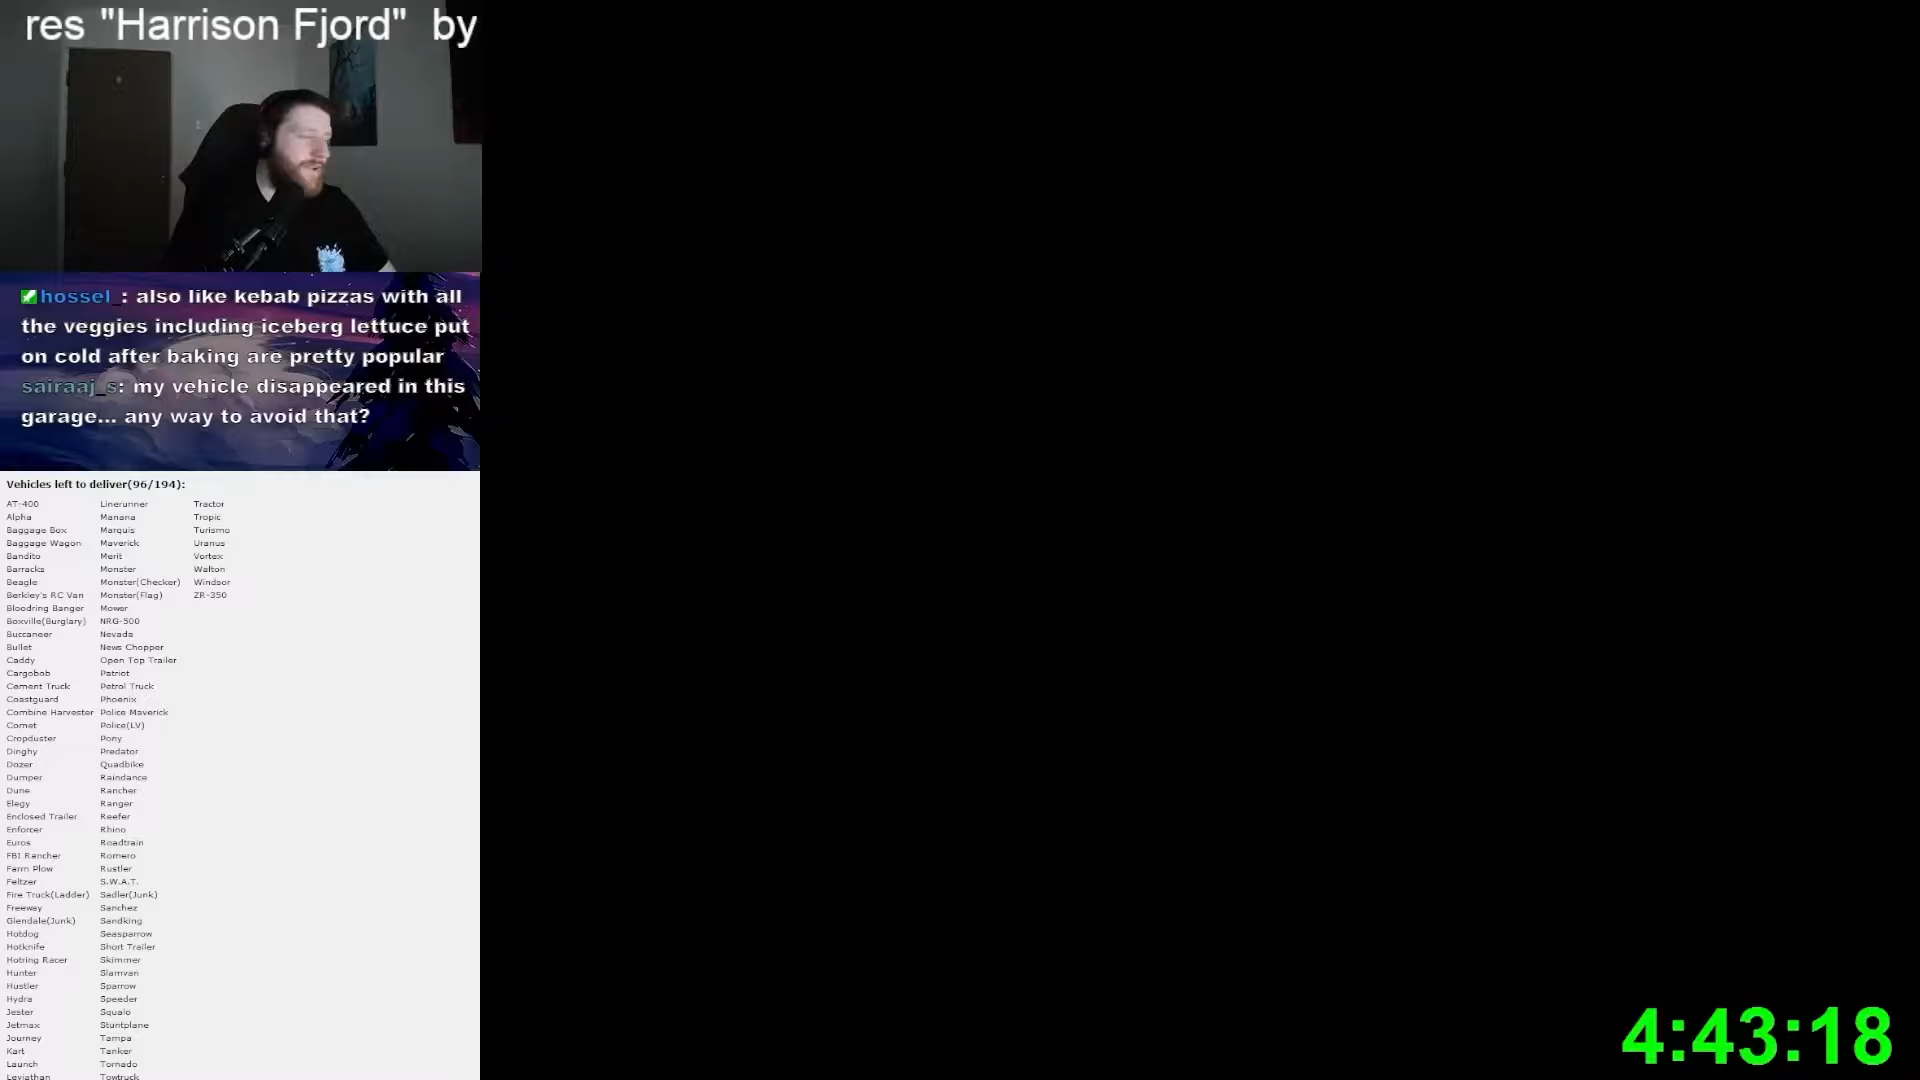 res "Harrison Fjord" by
hossel_: also like kebab pizzas with all
the veggies including iceberg lettuce put
on cold after baking are pretty popular
sairaaj_s: my vehicle disappeared in this
garage... any way to avoid that?
Vehicles left to deliver(96/194):
AT-400 Linerunner Tractor
Alpha Manana Tropic
Baggage Box Marquis Turismo
Baggage Wagon Maverick Uranus
Bandito Merit Vortex
Barracks Monster Walton
Beagle Monster(Checker) Windsor
Berkley's RC Van Monster(Flag) ZR-350
Bloodring Banger Mower
Boxville(Burglary) NRG-500
Buccaneer Nevada
Bullet News Chopper
Caddy Open Top Trailer
Cargobob Patriot
Cement Truck Petrol Truck
Coastguard Phoenix
Combine Harvester Police Maverick
Comet Police(LV)
Cropduster Pony
Dinghy Predator
Dozer Quadbike
Dumper Raindance
Dune Rancher
Elegy Ranger
Enclosed Trailer Reefer
Enforcer Rhino
Euros Roadtrain
FBI Rancher Romero
Farm Plow Rustler
Feltzer S.W.A.T.
Fire Truck(Ladder) Sadler(Junk)
Freeway Sanchez
Glendale(Junk) Sandking
Hotdog Seasparrow
Hotknife Short Trailer
Hotring Racer Skimmer
Hunter Slamvan
Hustler Sparrow
Hydra Speeder
Jester Squalo
Jetmax Stuntplane
Journey Tampa
Kart Tanker
Launch Tornado
Leviathan Towtruck
4:43:18